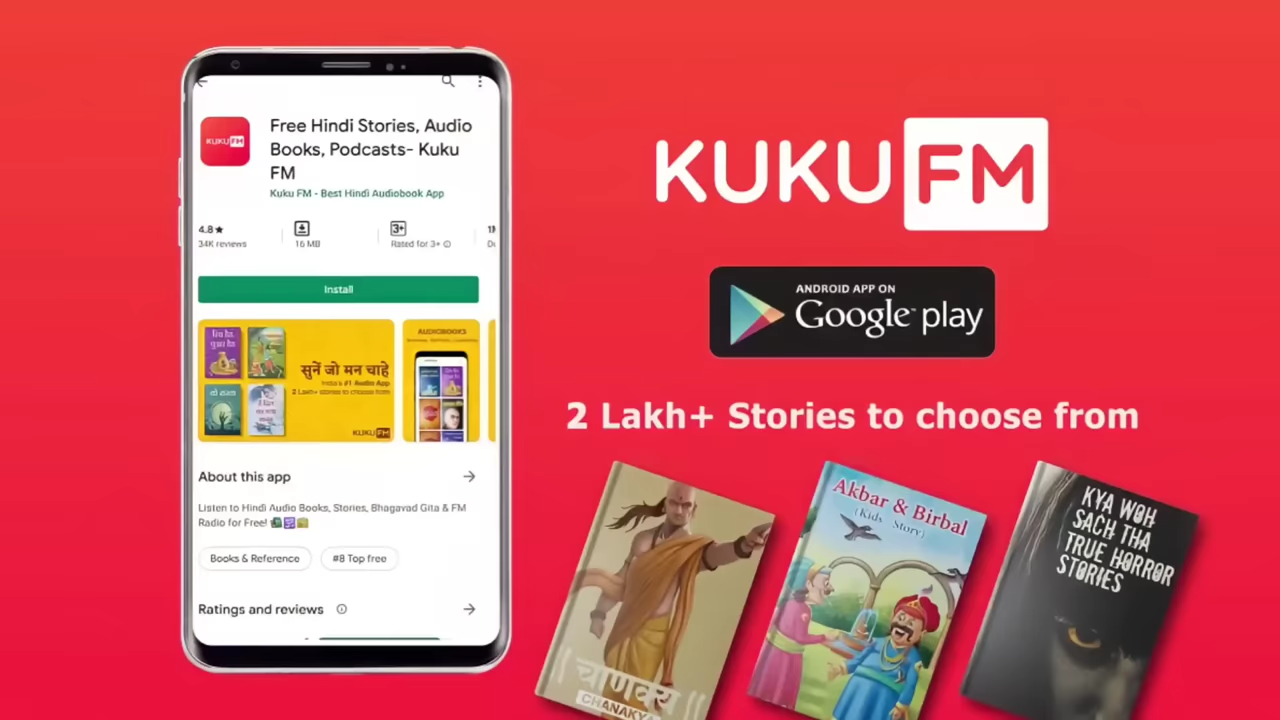 KUKU FM
Free Hindi Stories, Audio
Books, Podcasts- Kuku
FM
Kuku FM - Best Hindi Audiobook App
4.8★
34K reviews
16 MB
3+
Rated for 3+
Install
सुनें जो मन चाहे
India's #1 Audio App
2 Lakh+ stories to choose from
KUKU FM
AUDIOBOOKS
About this app
Listen to Hindi Audio Books, Stories, Bhagavad Gita & FM
Radio for Free!
Books & Reference
#8 Top free
Ratings and reviews
KUKU FM
ANDROID APP ON
Google play
2 Lakh+ Stories to choose from
चाणक्य
CHANAKYA
Akbar & Birbal
(Kids Story)
KYA WOH
SACH THA
TRUE HORROR
STORIES